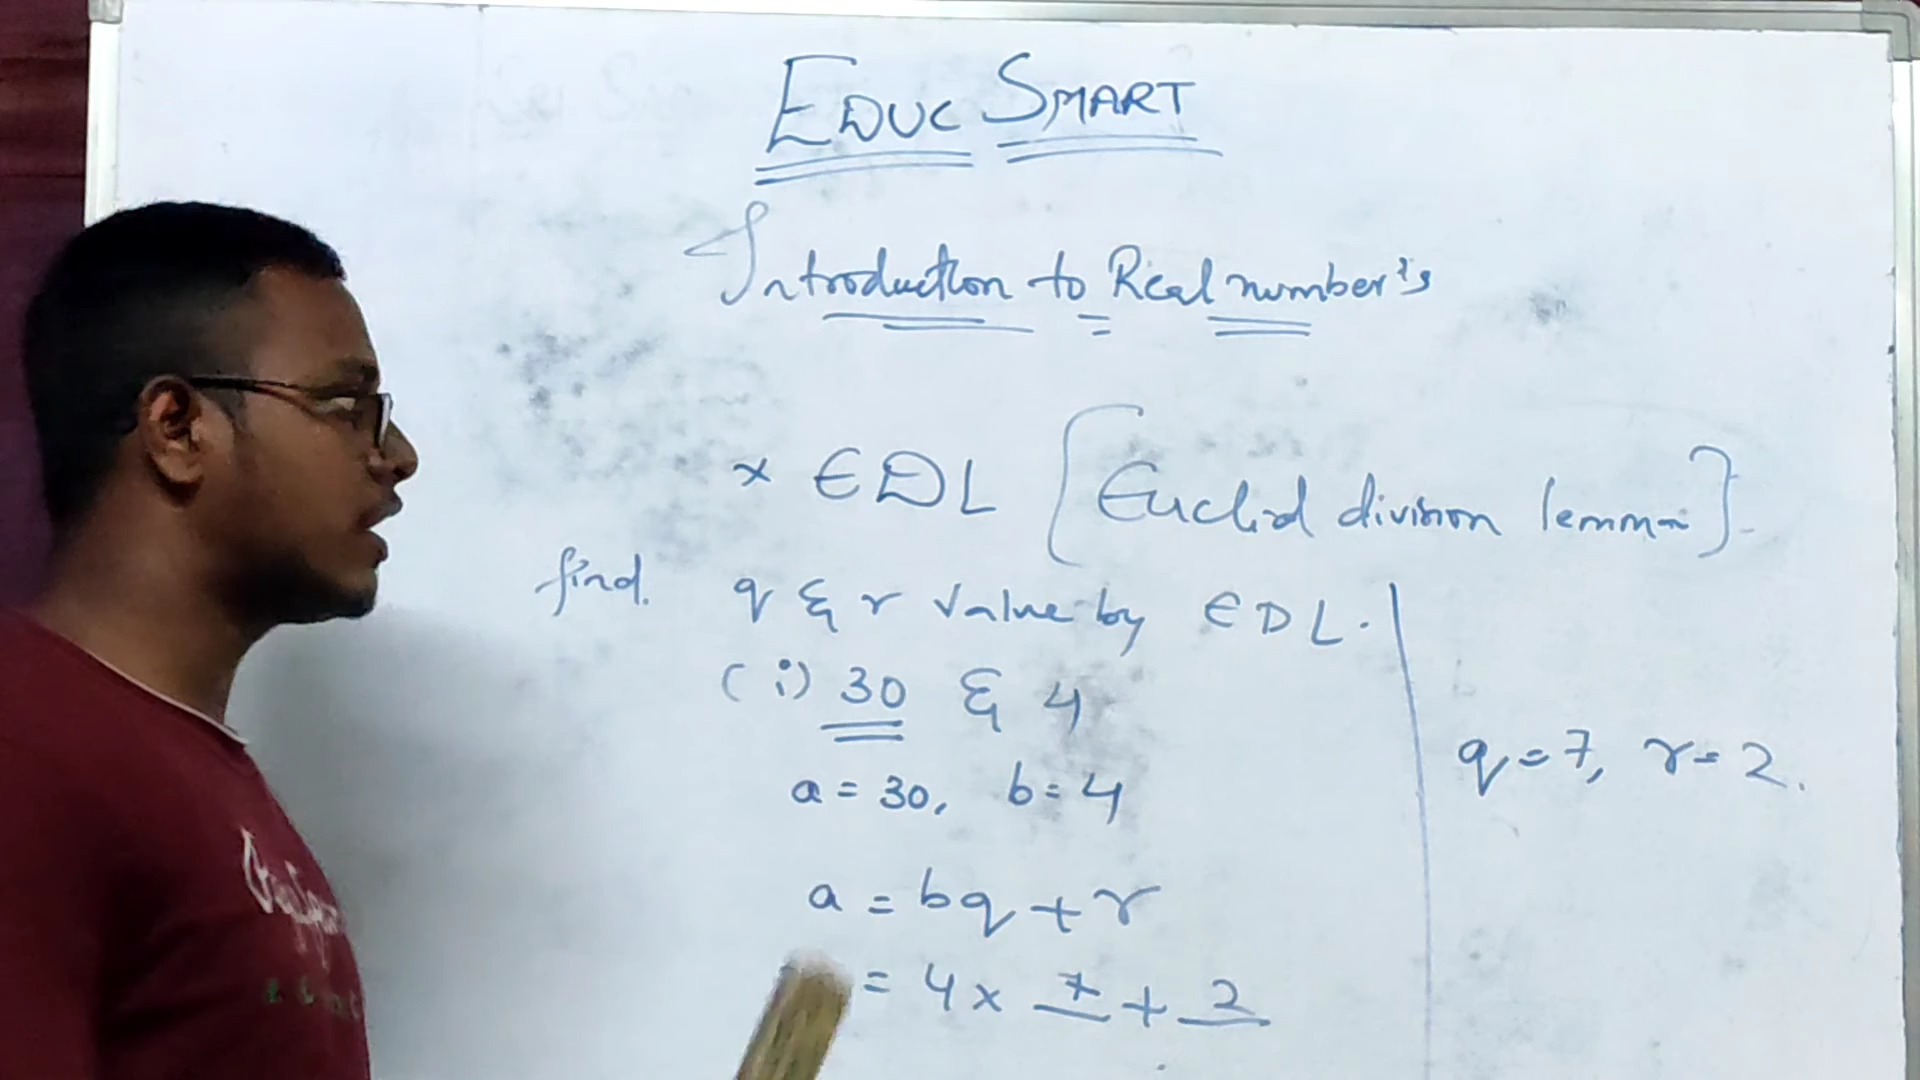 EDUC SMART
Introduction to Real number's
× EDL [Euclid division lemma].
find. q & r value by EDL.
(i) 30 & 4
a = 30, b = 4
a = bq + r
= 4 × 7 + 2
q = 7, r = 2.